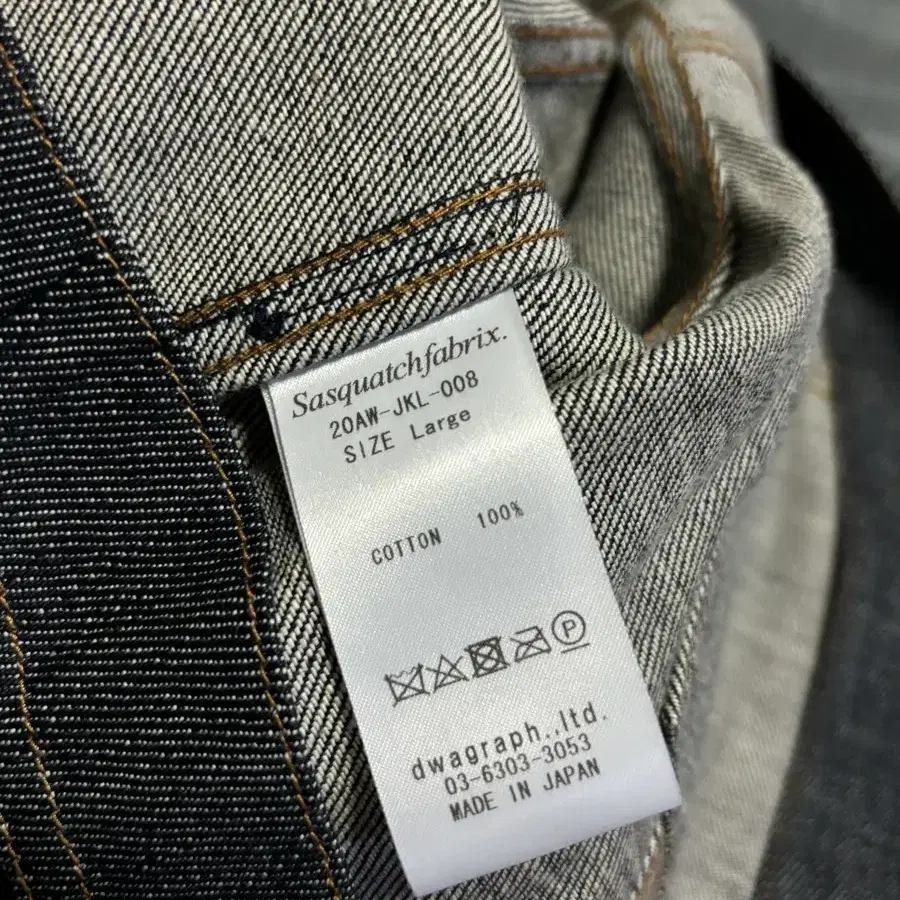 Sasquatchfabrix.
20AW-JKL-008
SIZE Large
COTTON 100%
P
dwagraph.,ltd.
03-6303-3053
MADE IN JAPAN